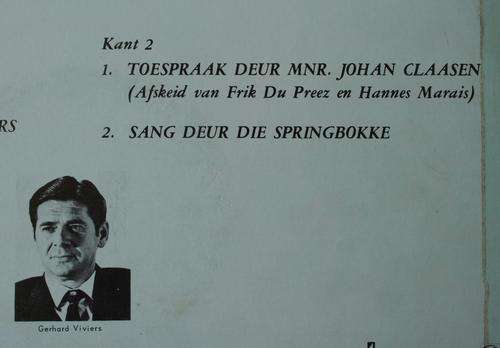 Kant 2
1. TOESPRAAK DEUR MNR. JOHAN CLAASEN
(Afskeid van Frik Du Preez en Hannes Marais)
RS
2. SANG DEUR DIE SPRINGBOKKE
Gerhard Viviers